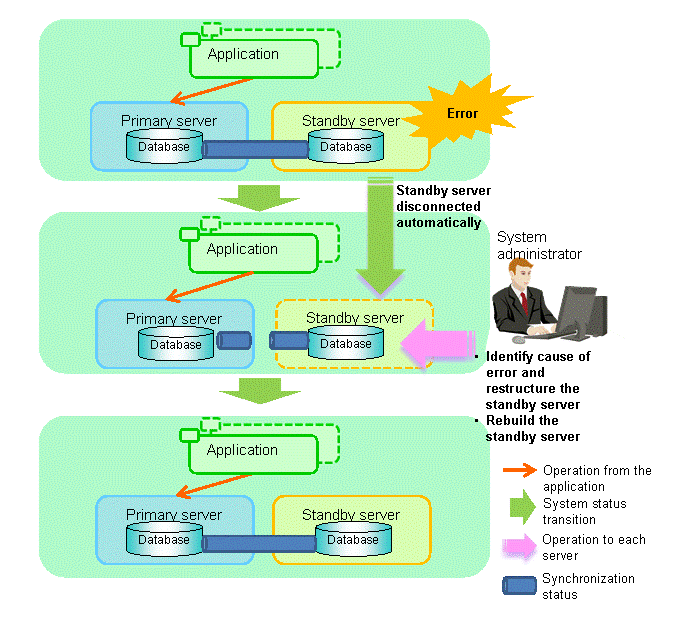 Application
Primary server
Standby server
Error
Database
Database
Standby server
disconnected
automatically
Application
System
administrator
Primary server
Standby server
Database
Database
• Identify cause of
error and
restructure the
standby server
• Rebuild the
standby server
Application
Primary server
Standby server
Database
Database
Operation from the
application
System status
transition
Operation to each
server
Synchronization
status